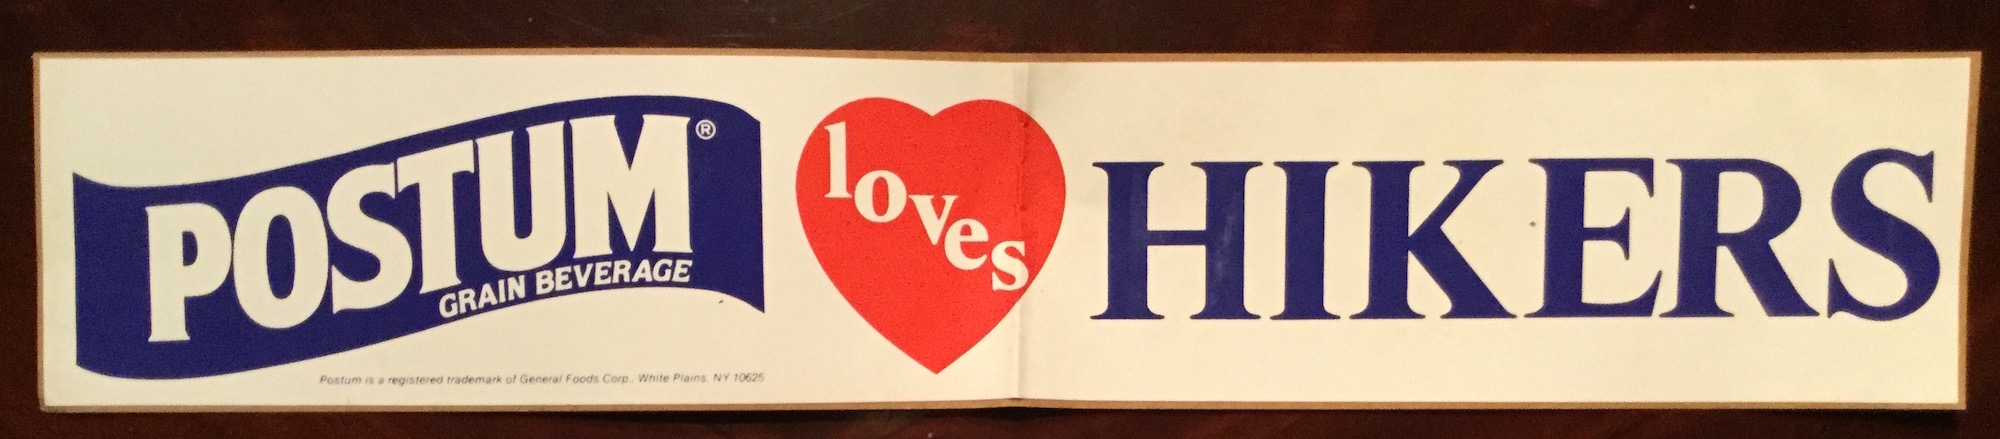 POSTUM®
GRAIN BEVERAGE
loves
HIKERS
Postum is a registered trademark of General Foods Corp., White Plains, NY 10625